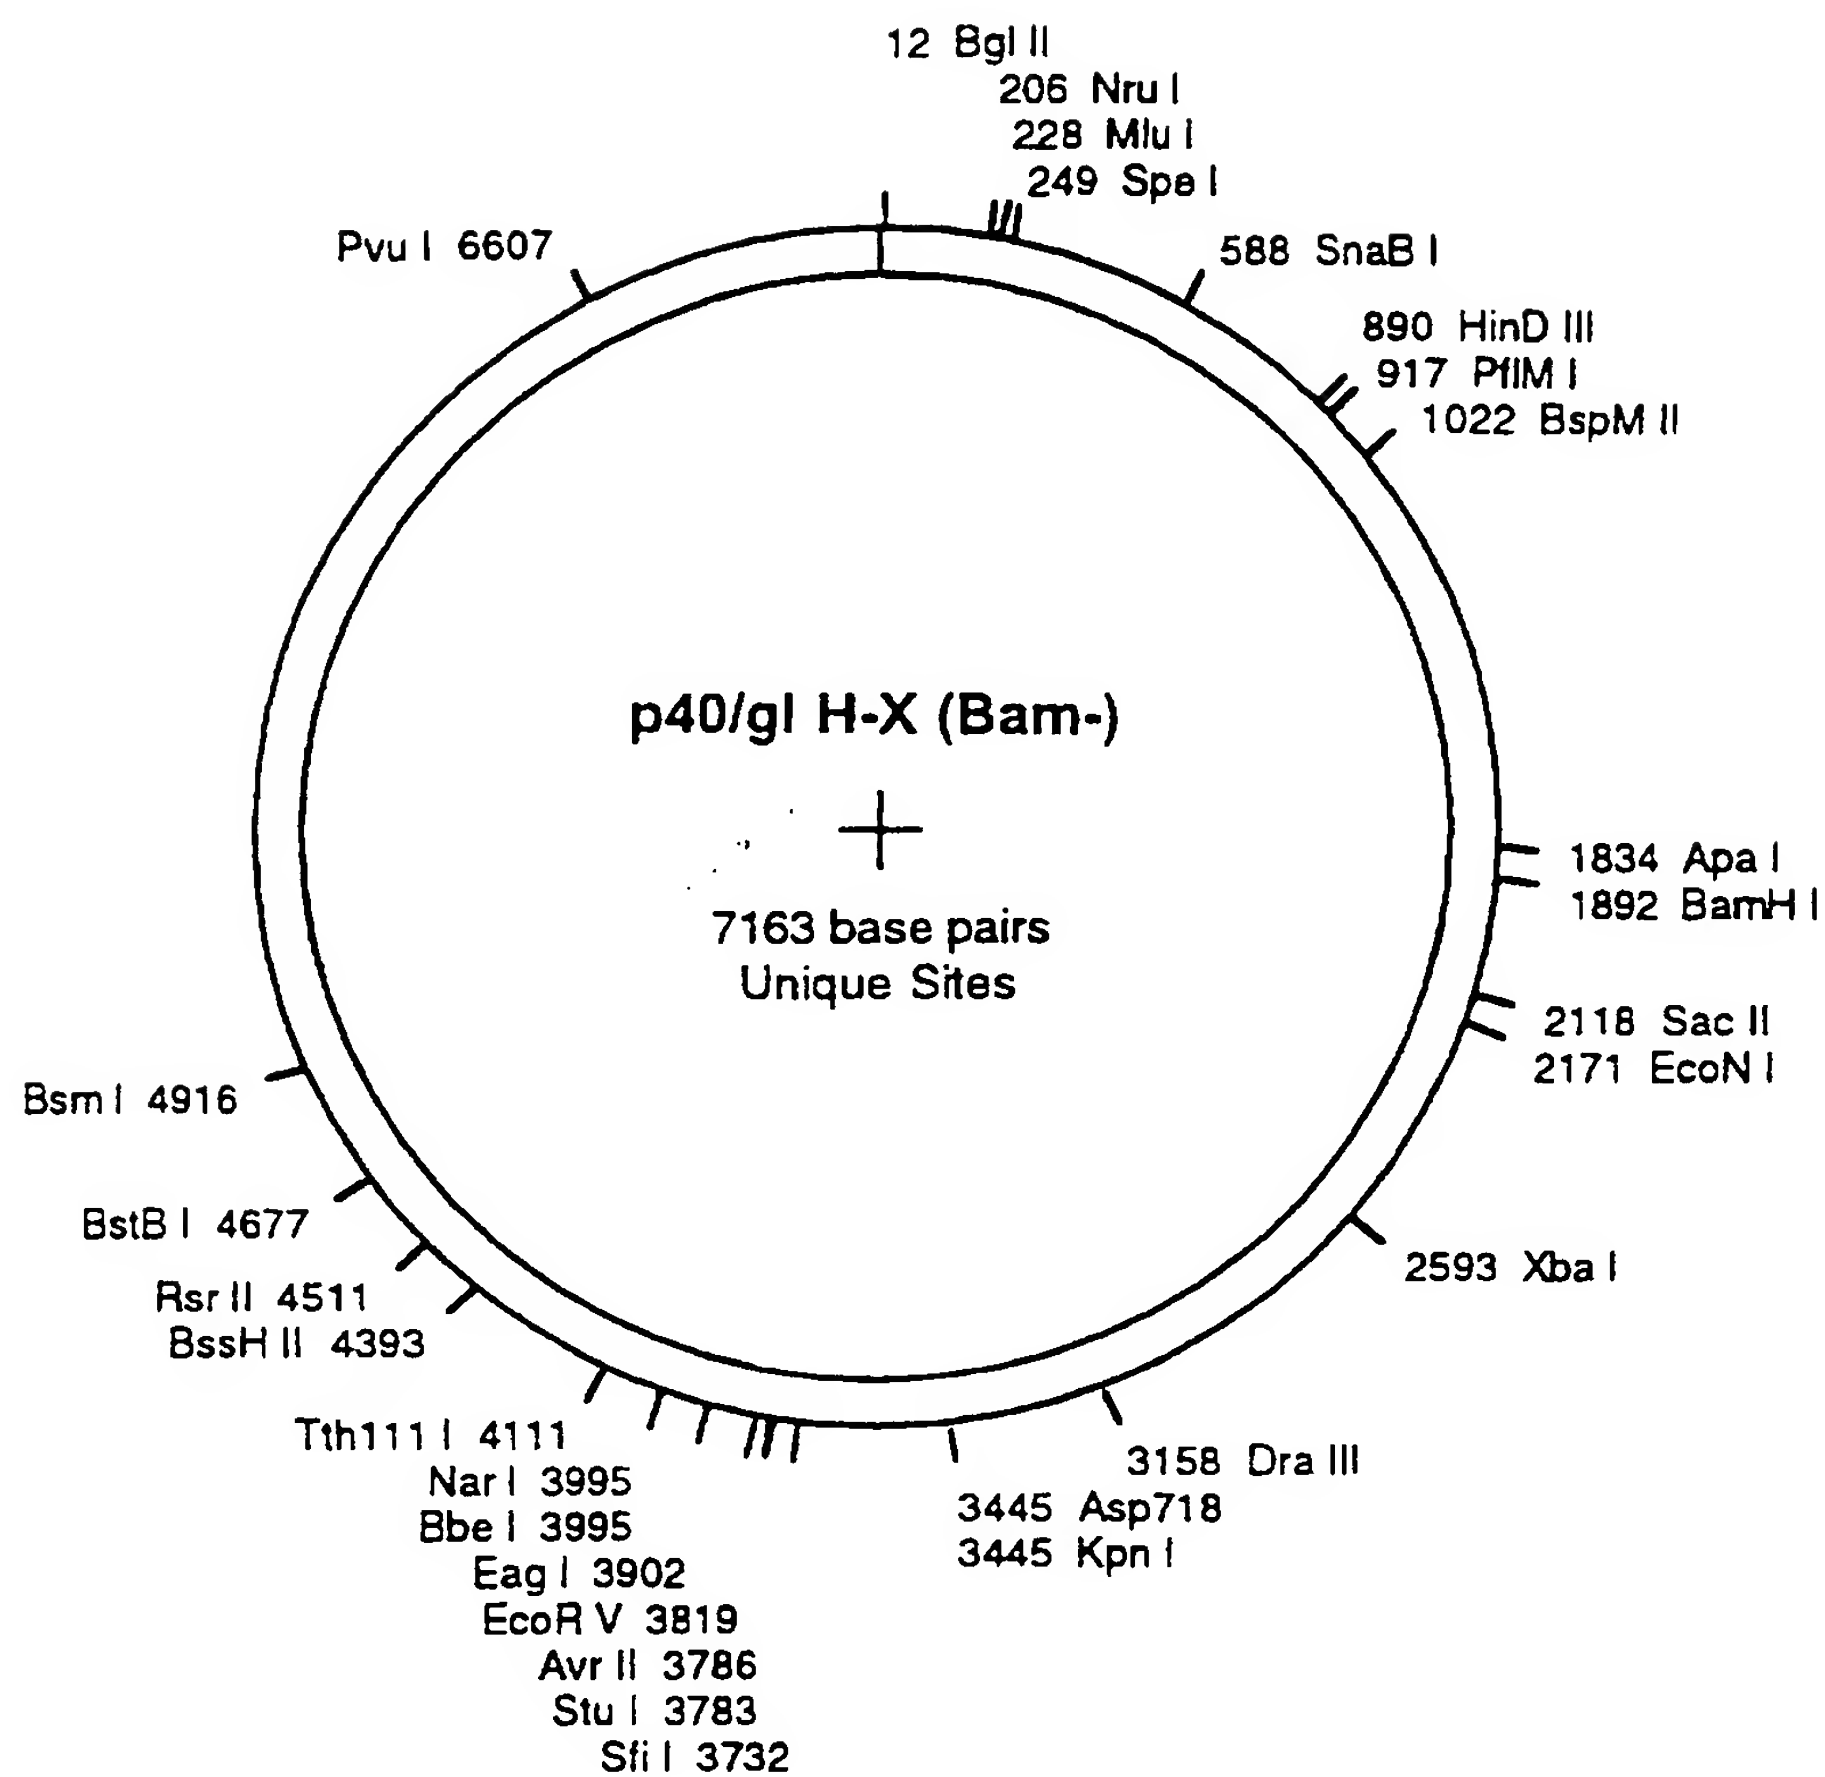 12 Bgl II
206 Nru I
228 Mlu I
249 Spe I
Pvu I 6607
588 SnaB I
890 HinD III
917 PflM I
1022 BspM II
p40/gl H-X (Bam-)
1834 Apa I
1892 BamH I
7163 base pairs
Unique Sites
2118 Sac II
2171 EcoN I
Bsm I 4916
BstB I 4677
2593 Xba I
Rsr II 4511
BssH II 4393
Tth111 I 4111
3158 Dra III
Nar I 3995
3445 Asp718
Bbe I 3995
3445 Kpn I
Eag I 3902
EcoR V 3819
Avr II 3786
Stu I 3783
Sfi I 3732